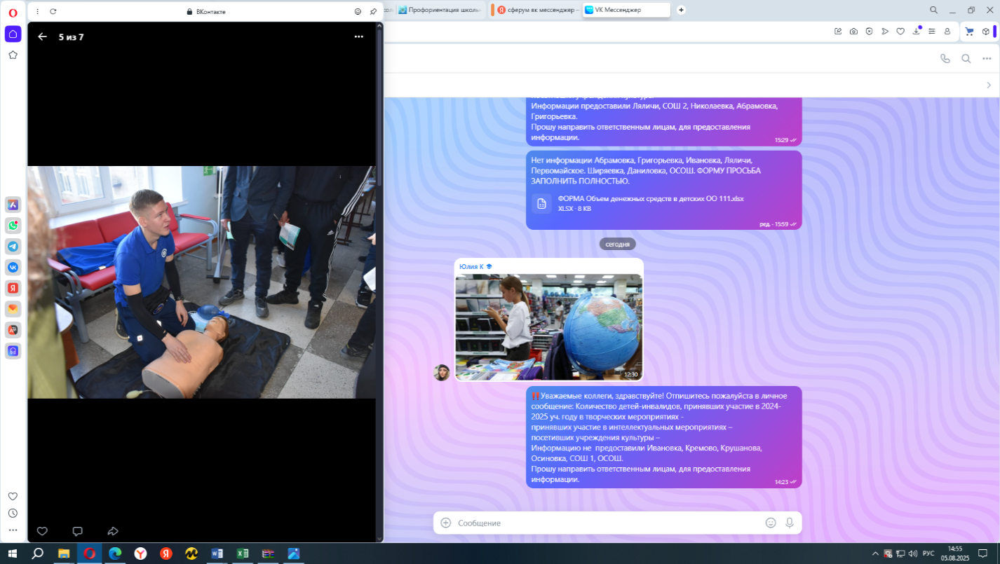 ВКонтакте
Профориентация школь
сферум вк мессенджер –
VK Мессенджер
5 из 7
Информации предоставили Ляличи, СОШ 2, Николаевка, Абрамовка,
Григорьевка.
Прошу направить ответственным лицам, для предоставления
информации.
15:29
Нет информации Абрамовка, Григорьевка, Ивановка, Ляличи,
Первомайское. Ширяевка, Даниловка, ОСОШ. ФОРМУ ПРОСЬБА
ЗАПОЛНИТЬ ПОЛНОСТЬЮ.
ФОРМА Объем денежных средств в детских ОО 111.xlsx
XLSX · 8 KB
ред. - 15:59
сегодня
Юлия К
12:30
‼️Уважаемые коллеги, здравствуйте! Отпишитесь пожалуйста в личное
сообщение: Количество детей-инвалидов, принявших участие в 2024-
2025 уч. году в творческих мероприятиях -
принявших участие в интеллектуальных мероприятиях –
посетивших учреждения культуры –
Информацию не предоставили Ивановка, Кремово, Крушанова,
Осиновка, СОШ 1, ОСОШ.
Прошу направить ответственным лицам, для предоставления
информации.
14:23
Сообщение
РУС
14:55
05.08.2025